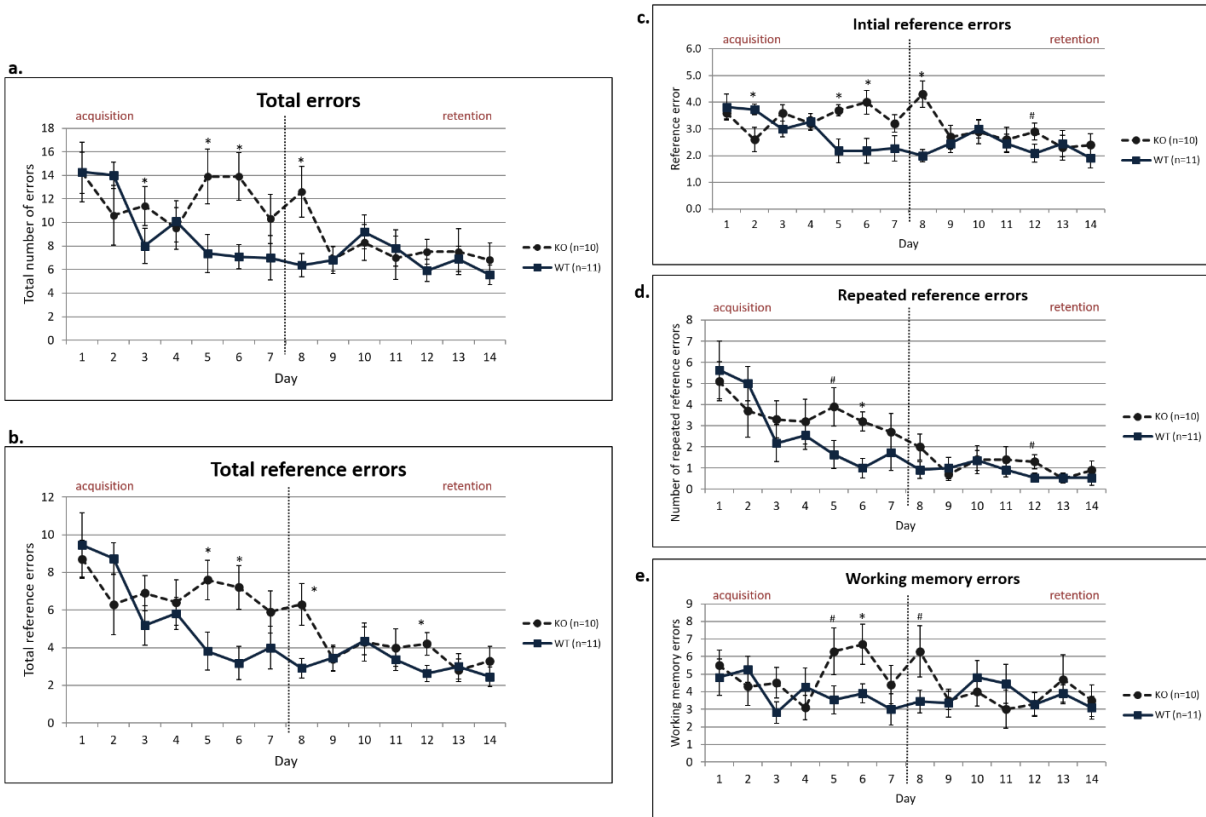 a.
Total errors
acquisition
retention
Total number of errors
18
16
14
12
10
8
6
4
2
0
* * * *
1 2 3 4 5 6 7 8 9 10 11 12 13 14
Day
KO (n=10)
WT (n=11)
b.
Total reference errors
acquisition
retention
Total reference errors
12
10
8
6
4
2
0
* * * *
1 2 3 4 5 6 7 8 9 10 11 12 13 14
Day
KO (n=10)
WT (n=11)
c.
Intial reference errors
acquisition
retention
Reference error
6.0
5.0
4.0
3.0
2.0
1.0
0.0
* * * * #
1 2 3 4 5 6 7 8 9 10 11 12 13 14
Day
KO (n=10)
WT (n=11)
d.
Repeated reference errors
acquisition
retention
Number of repeated reference errors
8
7
6
5
4
3
2
1
0
# * #
1 2 3 4 5 6 7 8 9 10 11 12 13 14
Day
KO (n=10)
WT (n=11)
e.
Working memory errors
acquisition
retention
Working memory errors
9
8
7
6
5
4
3
2
1
0
# * #
1 2 3 4 5 6 7 8 9 10 11 12 13 14
Day
KO (n=10)
WT (n=11)